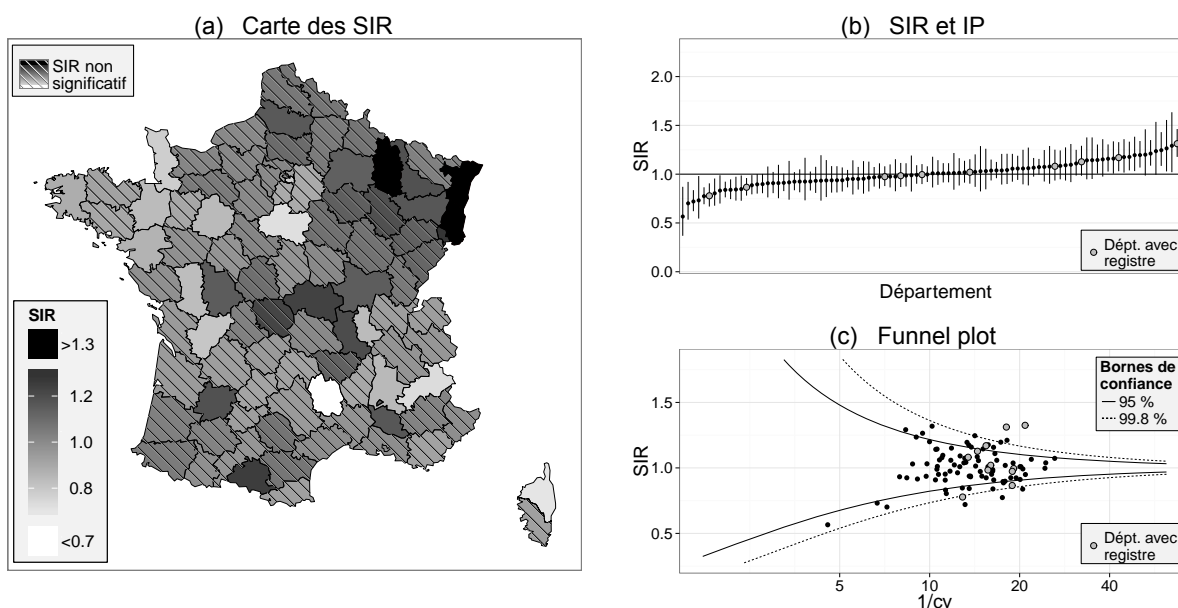 (a) Carte des SIR
SIR non
significatif
SIR
>1.3
1.2
1.0
0.8
<0.7
(b) SIR et IP
SIR
2.0
1.5
1.0
0.5
0.0
Dépt. avec
registre
Département
(c) Funnel plot
SIR
1.5
1.0
0.5
Bornes de
confiance
95 %
99.8 %
Dépt. avec
registre
5
10
20
40
1/cv